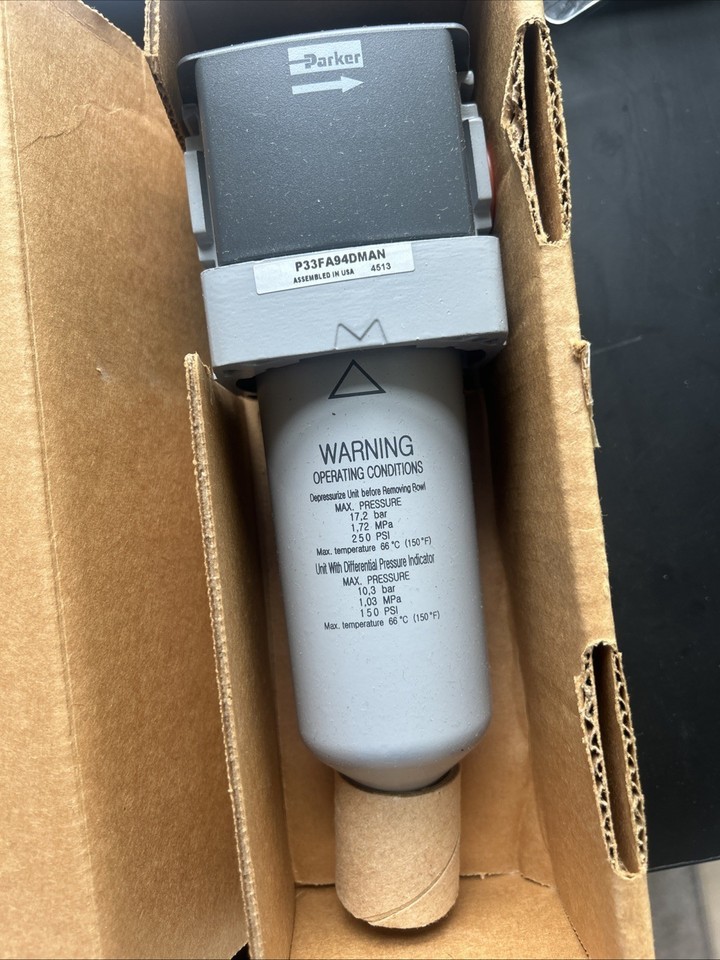 Parker
P33FA94DMAN
ASSEMBLED IN USA 4513
WARNING
OPERATING CONDITIONS
Depressurize Unit before Removing Bowl
MAX. PRESSURE
17,2 bar
1,72 MPa
250 PSI
Max. temperature 66°C (150°F)
Unit With Differential Pressure Indicator
MAX. PRESSURE
10,3 bar
1,03 MPa
150 PSI
Max. temperature 66°C (150°F)